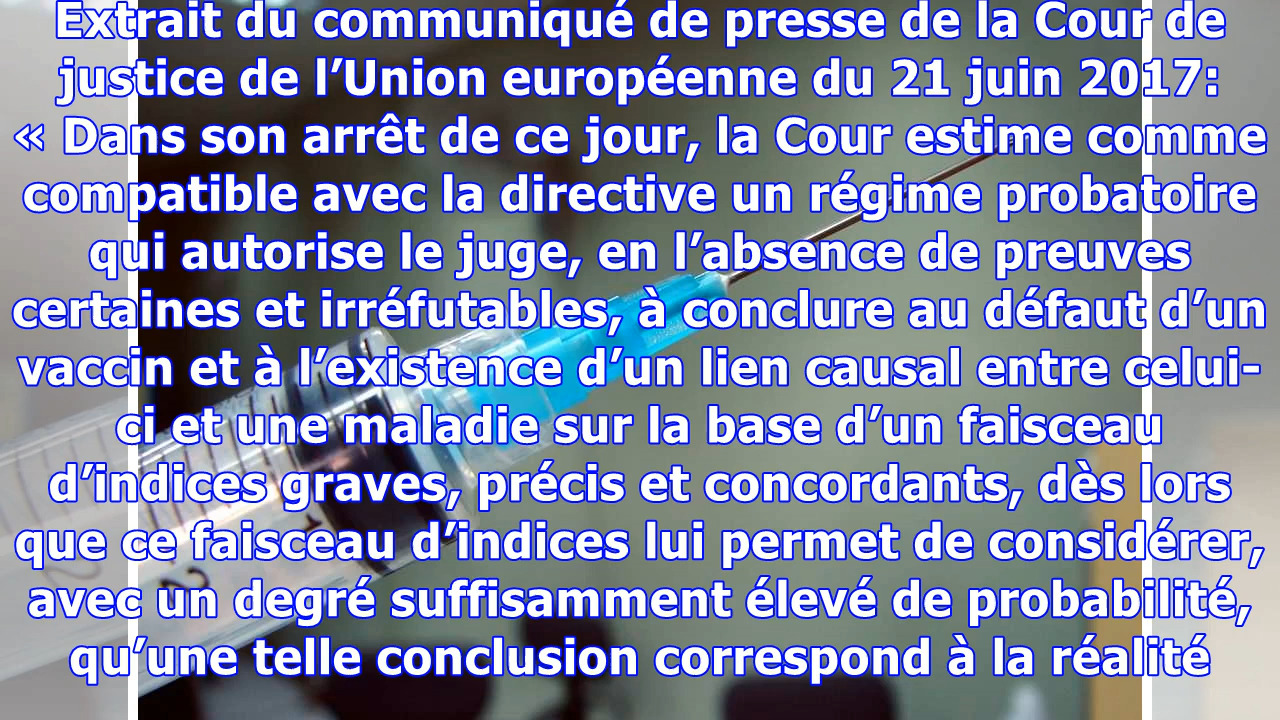 Extrait du communiqué de presse de la Cour de
justice de l’Union européenne du 21 juin 2017:
« Dans son arrêt de ce jour, la Cour estime comme
compatible avec la directive un régime probatoire
qui autorise le juge, en l’absence de preuves
certaines et irréfutables, à conclure au défaut d’un
vaccin et à l’existence d’un lien causal entre celui-
ci et une maladie sur la base d’un faisceau
d’indices graves, précis et concordants, dès lors
que ce faisceau d’indices lui permet de considérer,
avec un degré suffisamment élevé de probabilité,
qu’une telle conclusion correspond à la réalité
1
2